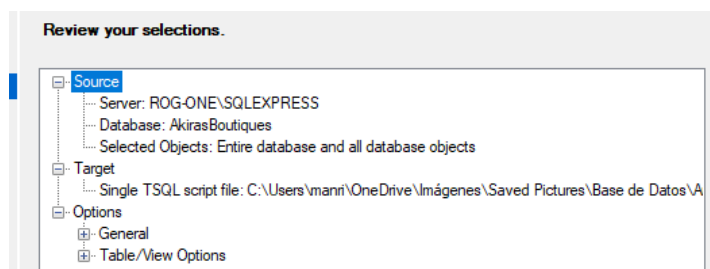 Review your selections.
Source
Server: ROG-ONE\SQLEXPRESS
Database: AkirasBoutiques
Selected Objects: Entire database and all database objects
Target
Single TSQL script file: C:\Users\manri\OneDrive\Imágenes\Saved Pictures\Base de Datos\A
Options
General
Table/View Options